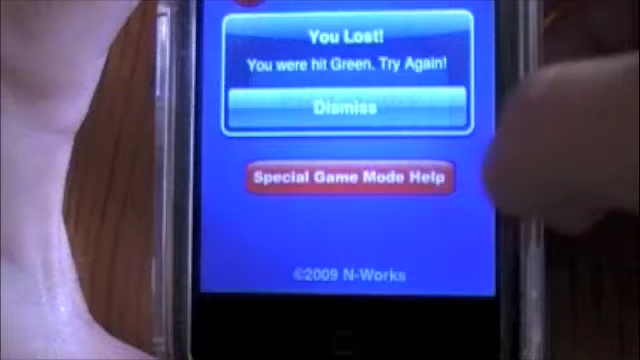 You Lost!
You were hit Green. Try Again!
Dismiss
Special Game Mode Help
©2009 N-Works